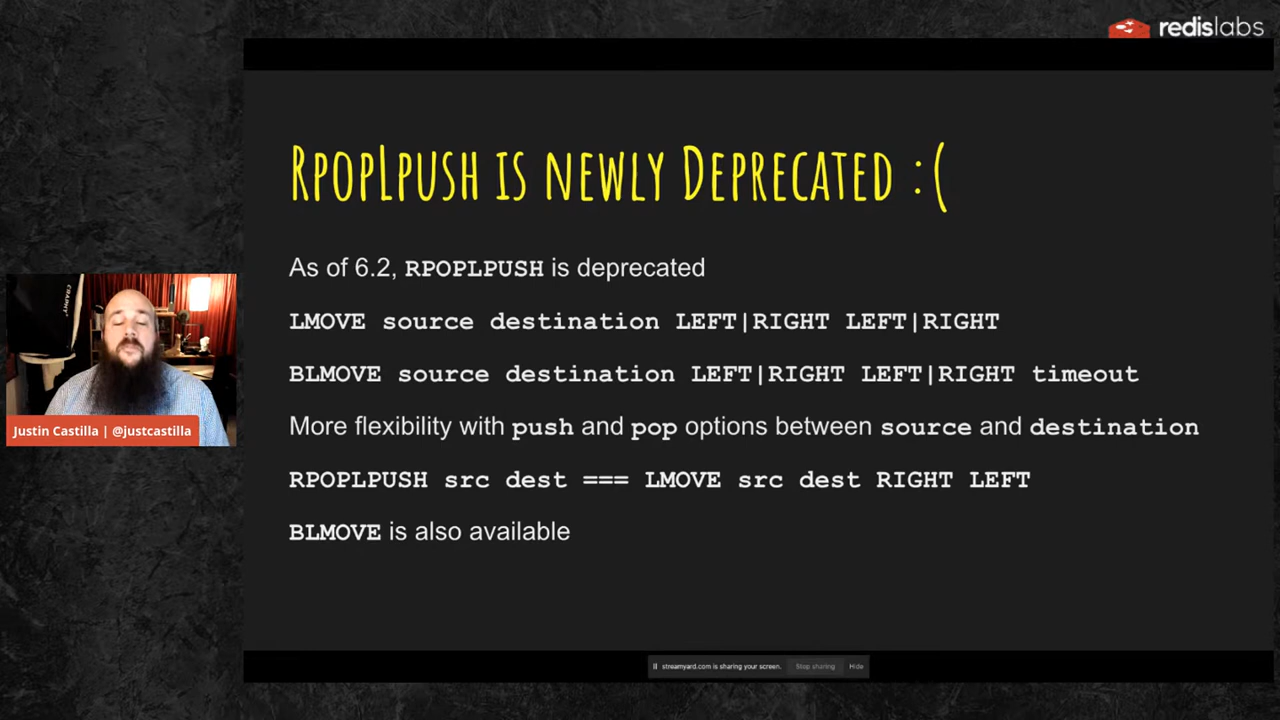 redislabs
RpopLpush is newly Deprecated :(
As of 6.2, RPOPLPUSH is deprecated
LMOVE source destination LEFT|RIGHT LEFT|RIGHT
BLMOVE source destination LEFT|RIGHT LEFT|RIGHT timeout
More flexibility with push and pop options between source and destination
RPOPLPUSH src dest === LMOVE src dest RIGHT LEFT
BLMOVE is also available
Justin Castilla | @justcastilla
streamyard.com is sharing your screen. Stop sharing Hide